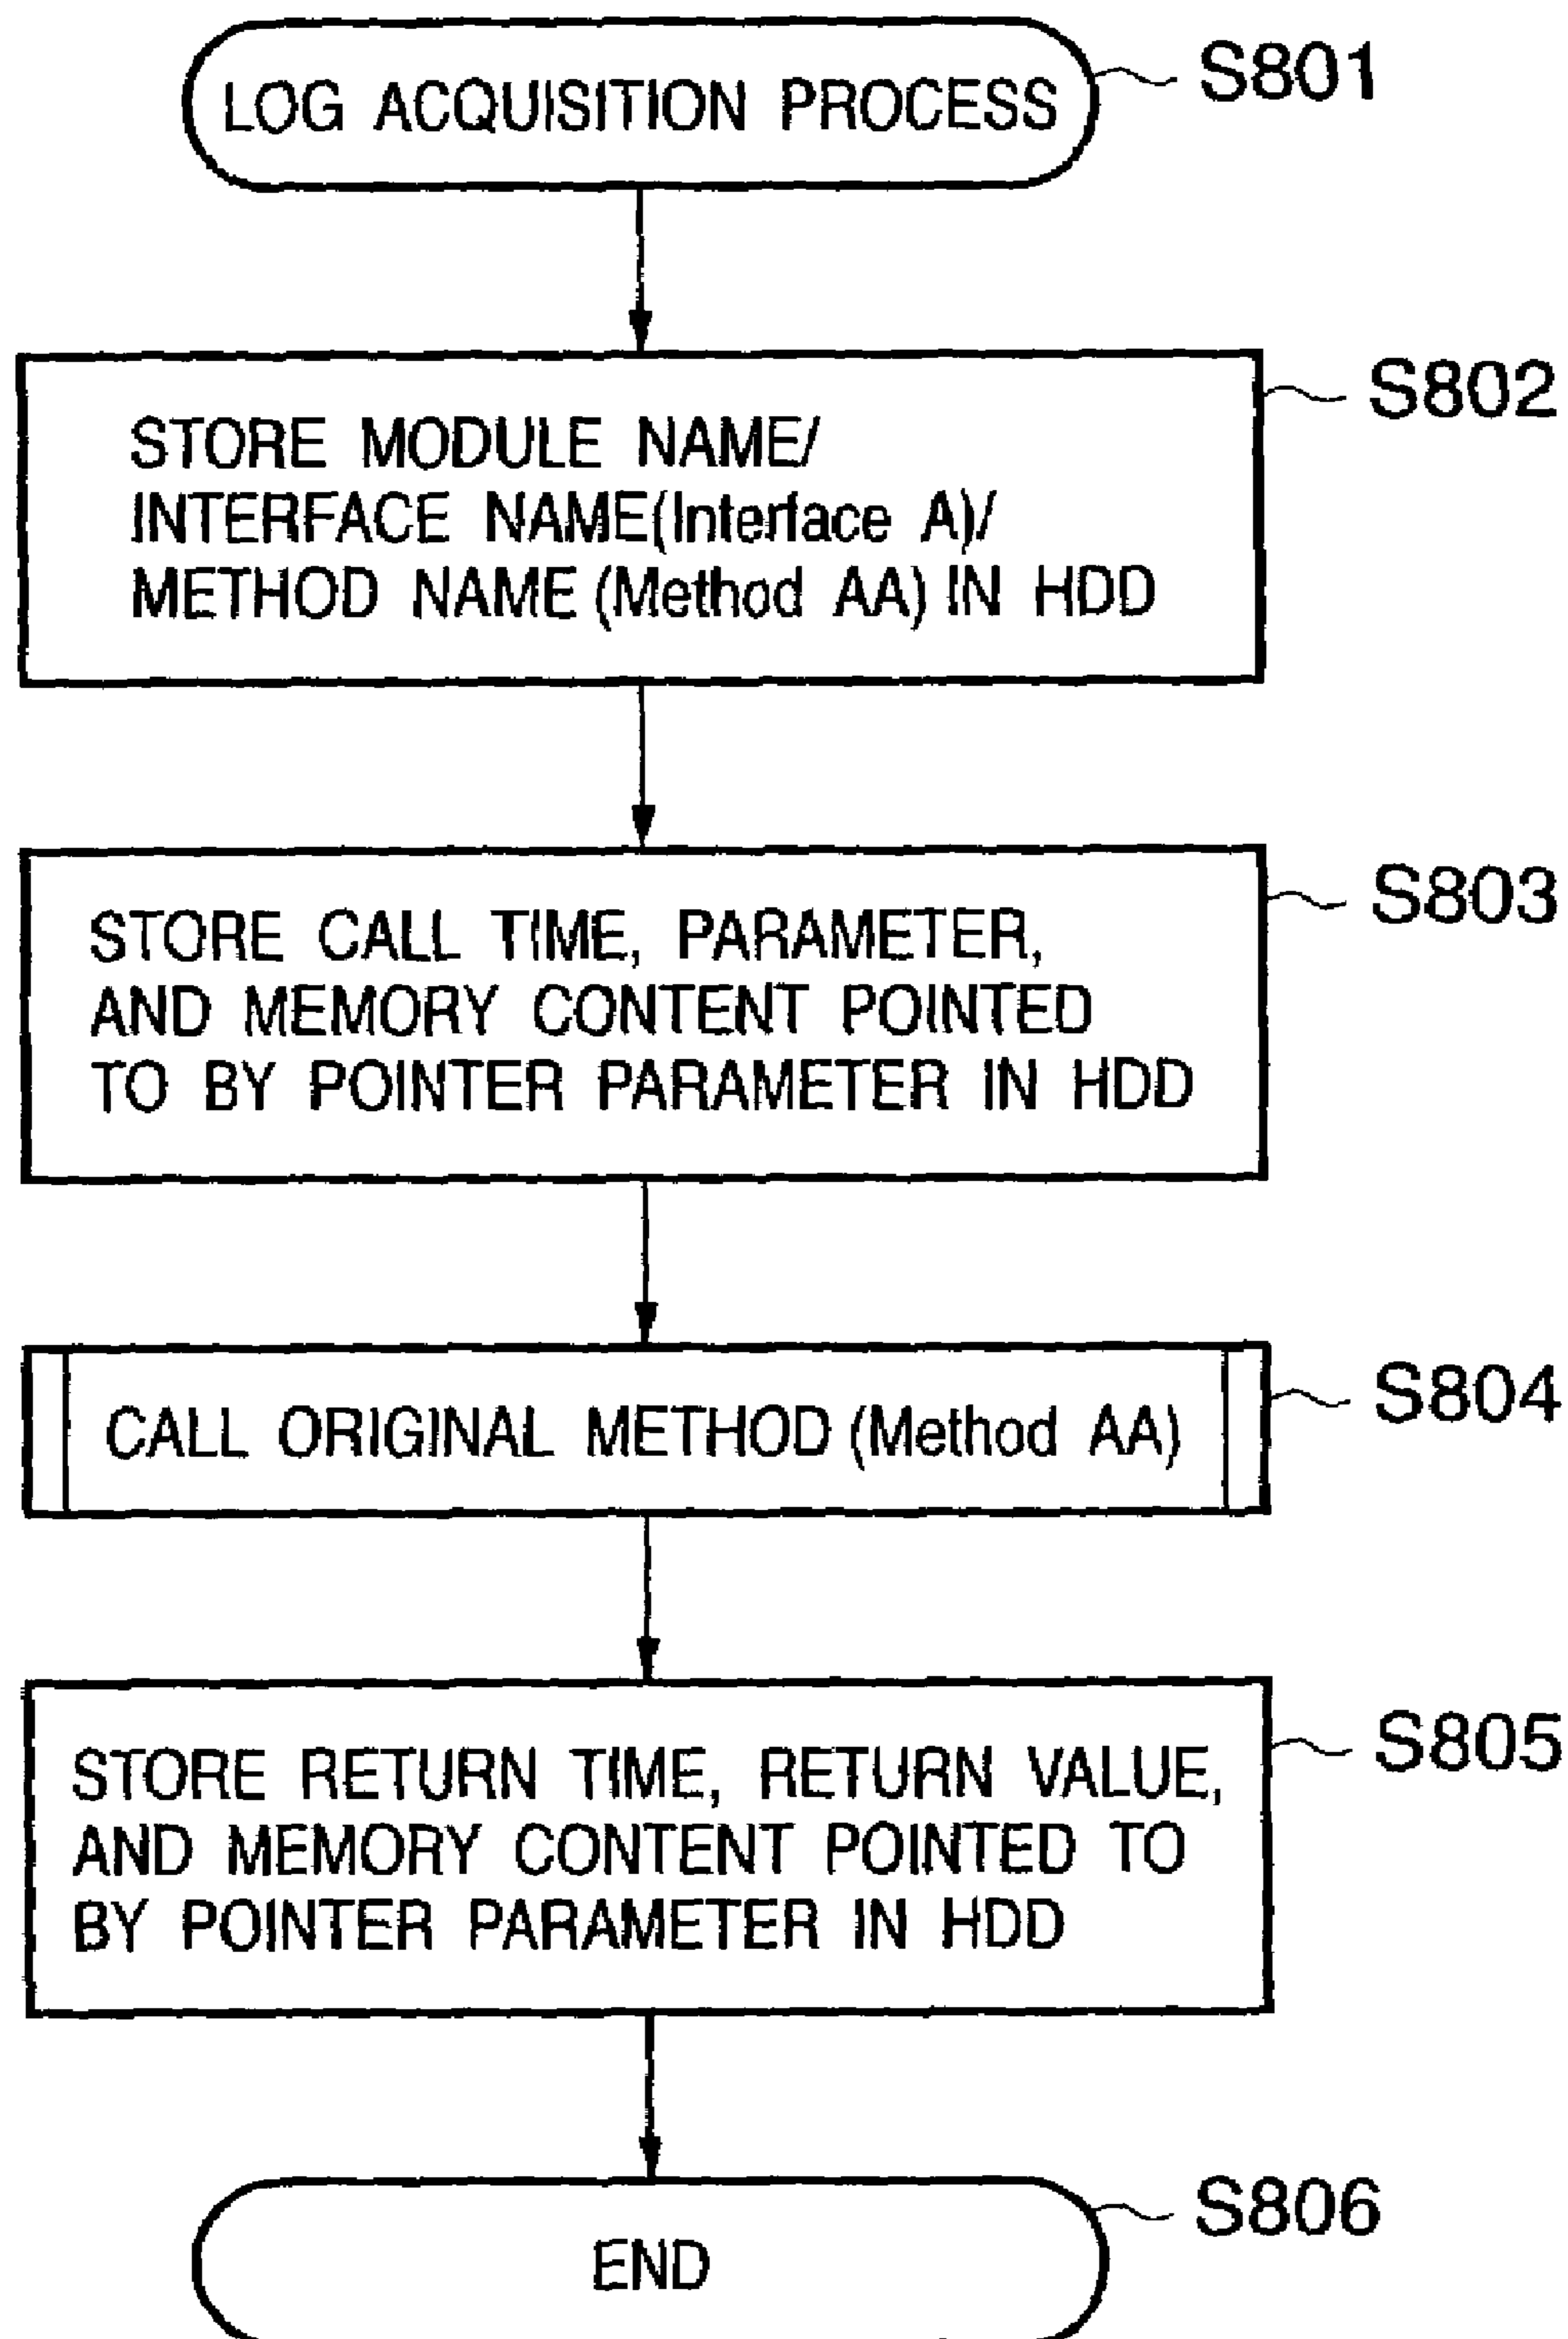 LOG ACQUISITION PROCESS
S801
STORE MODULE NAME/
INTERFACE NAME(Interface A)/
METHOD NAME (Method AA) IN HDD
S802
STORE CALL TIME, PARAMETER,
AND MEMORY CONTENT POINTED
TO BY POINTER PARAMETER IN HDD
S803
CALL ORIGINAL METHOD (Method AA)
S804
STORE RETURN TIME, RETURN VALUE,
AND MEMORY CONTENT POINTED TO
BY POINTER PARAMETER IN HDD
S805
END
S806